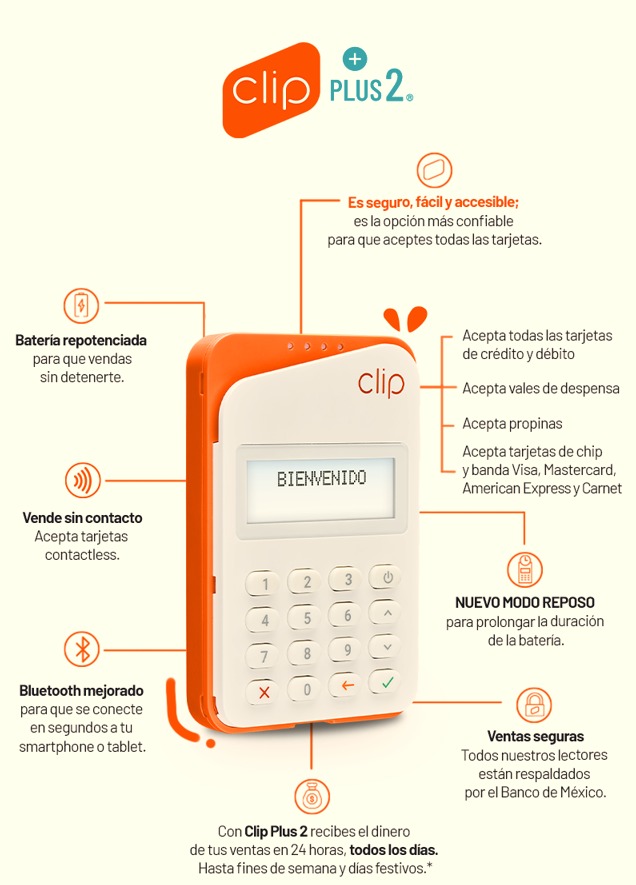 clip
+
PLUS 2®
Es seguro, fácil y accesible;
es la opción más confiable
para que aceptes todas las tarjetas.
Batería repotenciada
para que vendas
sin detenerte.
Acepta todas las tarjetas
de crédito y débito
Acepta vales de despensa
Acepta propinas
Acepta tarjetas de chip
y banda Visa, Mastercard,
American Express y Carnet
clip
BIENVENIDO
Vende sin contacto
Acepta tarjetas
contactless.
NUEVO MODO REPOSO
para prolongar la duración
de la batería.
1 2 3
4 5 6
7 8 9
0
Bluetooth mejorado
para que se conecte
en segundos a tu
smartphone o tablet.
Ventas seguras
Todos nuestros lectores
están respaldados
por el Banco de México.
$
Con Clip Plus 2 recibes el dinero
de tus ventas en 24 horas, todos los días.
Hasta fines de semana y días festivos.*